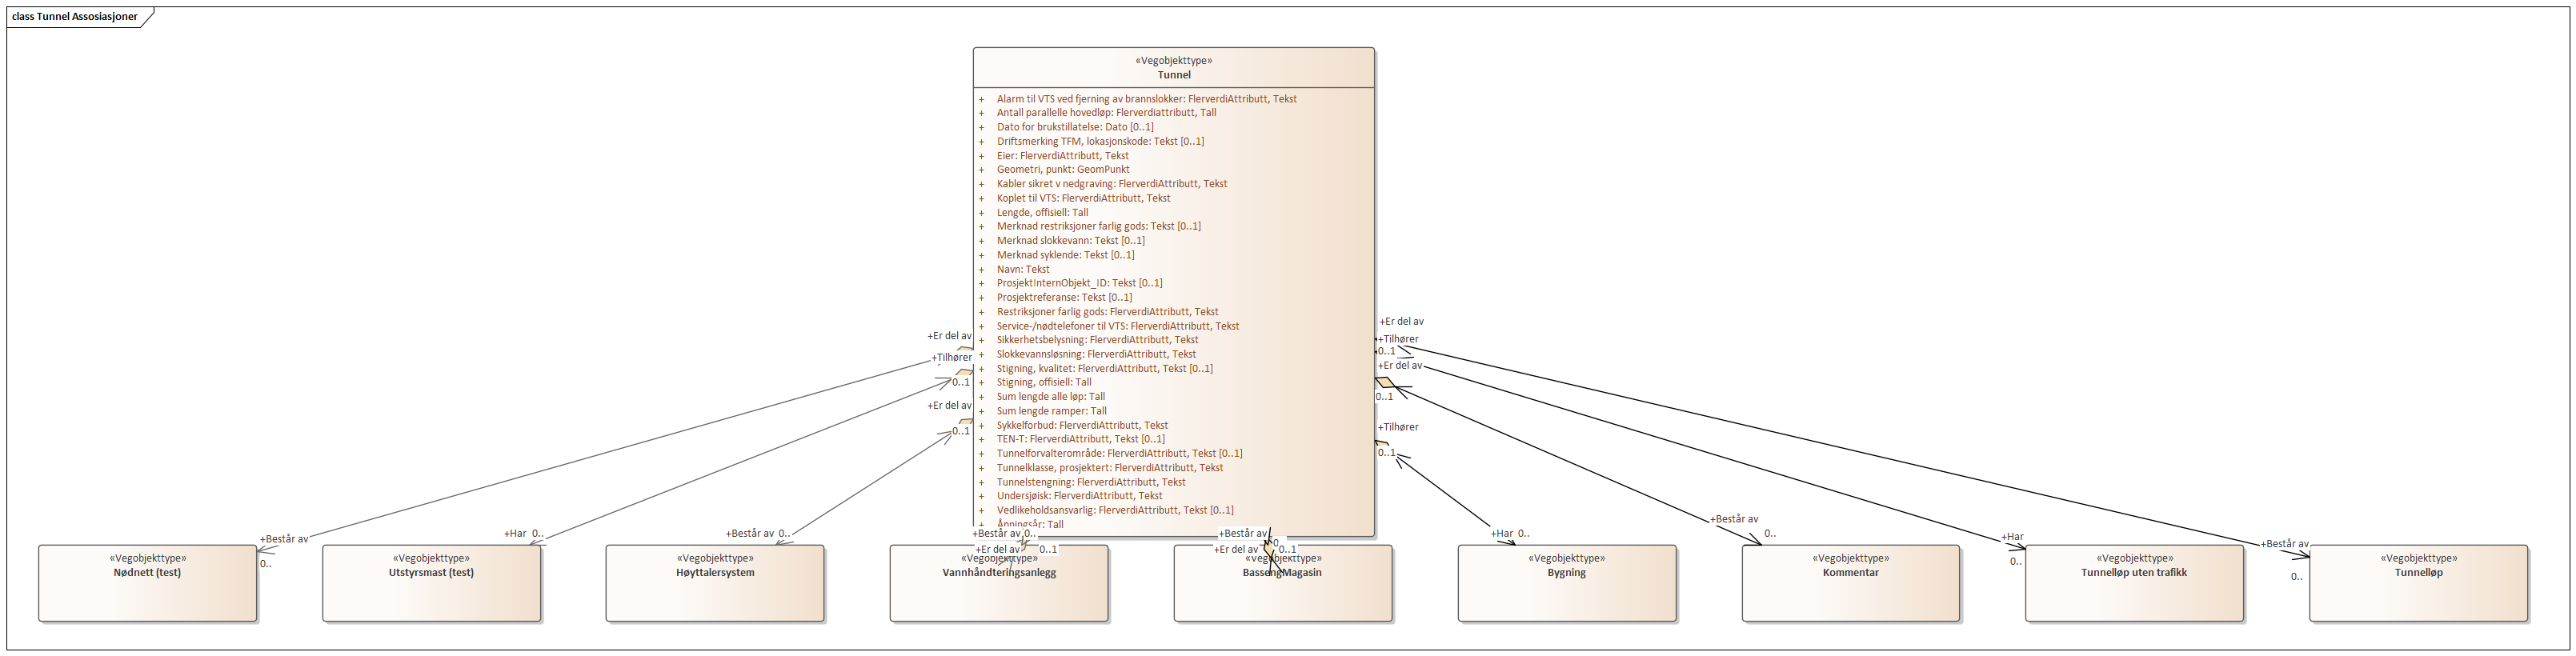 class Tunnel Assosiasjoner
«Vegobjekttype»
Tunnel
+ Alarm til VTS ved fjerning av brannslokker: FlerverdiAttributt, Tekst
+ Antall parallelle hovedløp: Flerverdiattributt, Tall
+ Dato for brukstillatelse: Dato [0..1]
+ Driftsmerking TFM, lokasjonskode: Tekst [0..1]
+ Eier: FlerverdiAttributt, Tekst
+ Geometri, punkt: GeomPunkt
+ Kabler sikret v nedgraving: FlerverdiAttributt, Tekst
+ Koplet til VTS: FlerverdiAttributt, Tekst
+ Lengde, offisiell: Tall
+ Merknad restriksjoner farlig gods: Tekst [0..1]
+ Merknad slokkevann: Tekst [0..1]
+ Merknad syklende: Tekst [0..1]
+ Navn: Tekst
+ ProsjektInternObjekt_ID: Tekst [0..1]
+ Prosjektreferanse: Tekst [0..1]
+ Restriksjoner farlig gods: FlerverdiAttributt, Tekst
+ Service-/nødtelefoner til VTS: FlerverdiAttributt, Tekst
+ Sikkerhetsbelysning: FlerverdiAttributt, Tekst
+ Slokkevannsløsning: FlerverdiAttributt, Tekst
+ Stigning, kvalitet: FlerverdiAttributt, Tekst [0..1]
+ Stigning, offisiell: Tall
+ Sum lengde alle løp: Tall
+ Sum lengde ramper: Tall
+ Sykkelforbud: FlerverdiAttributt, Tekst
+ TEN-T: FlerverdiAttributt, Tekst [0..1]
+ Tunnelforvalterområde: FlerverdiAttributt, Tekst [0..1]
+ Tunnelklasse, prosjektert: FlerverdiAttributt, Tekst
+ Tunnelstengning: FlerverdiAttributt, Tekst
+ Undersjøisk: FlerverdiAttributt, Tekst
+ Vedlikeholdsansvarlig: FlerverdiAttributt, Tekst [0..1]
+ Åpningsår: Tall
+Er del av
+Tilhører
0..1
+Er del av
0..1
+Er del av
+Tilhører
0..1
+Er del av
0..1
+Tilhører
0..1
+Består av
0..
+Har 0..
+Består av 0..
+Består av 0..
+Er del av 0..1
+Består av
0..
+Er del av 0..1
+Har 0..
+Består av
0..
+Har
0..
+Består av
0..
«Vegobjekttype»
Nødnett (test)
«Vegobjekttype»
Utstyrsmast (test)
«Vegobjekttype»
Høyttalersystem
«Vegobjekttype»
Vannhåndteringsanlegg
«Vegobjekttype»
«Vegobjekttype»
Bygning
«Vegobjekttype»
Kommentar
«Vegobjekttype»
Tunnelløp uten trafikk
«Vegobjekttype»
Tunnelløp